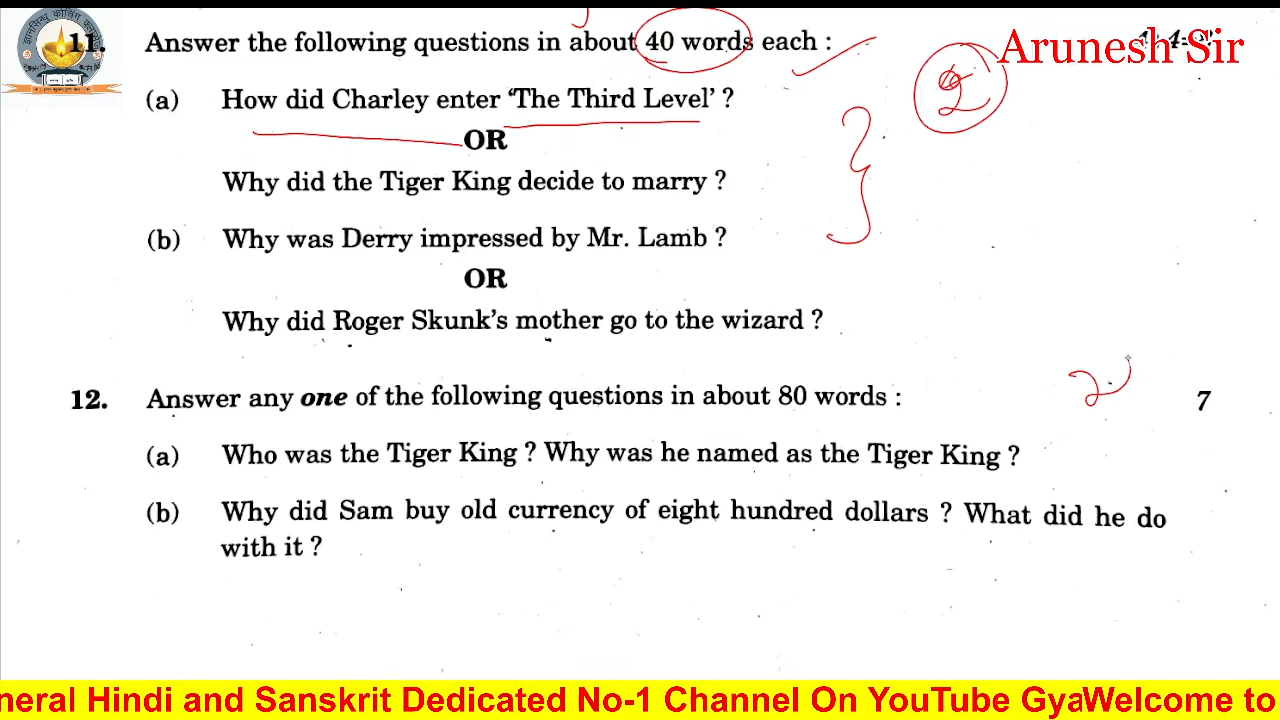 11. Answer the following questions in about 40 words each :
Arunesh Sir
(a) How did Charley enter 'The Third Level' ?
2
OR
Why did the Tiger King decide to marry ?
(b) Why was Derry impressed by Mr. Lamb ?
OR
Why did Roger Skunk's mother go to the wizard ?
12. Answer any one of the following questions in about 80 words : 7
(a) Who was the Tiger King ? Why was he named as the Tiger King ?
(b) Why did Sam buy old currency of eight hundred dollars ? What did he do
with it ?
neral Hindi and Sanskrit Dedicated No-1 Channel On YouTube GyaWelcome to